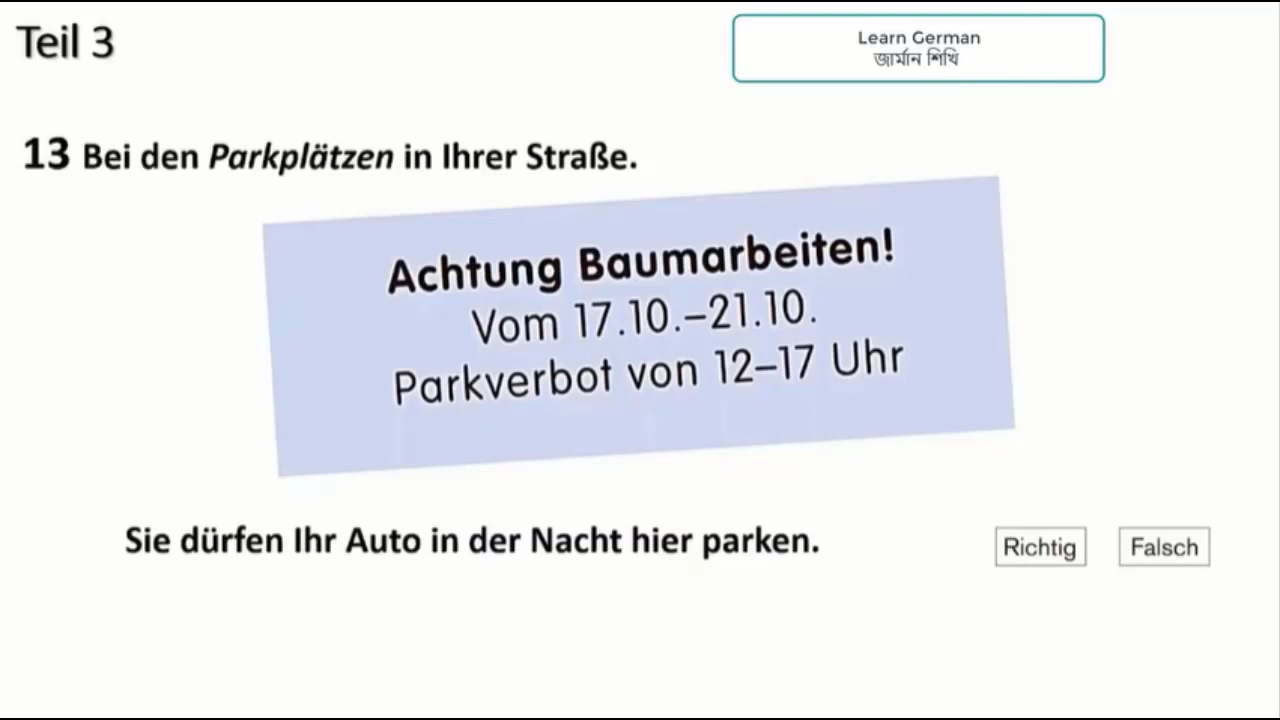 Teil 3
Learn German
জার্মান শিখি
13 Bei den Parkplätzen in Ihrer Straße.
Achtung Baumarbeiten!
Vom 17.10.–21.10.
Parkverbot von 12–17 Uhr
Sie dürfen Ihr Auto in der Nacht hier parken.
Richtig
Falsch